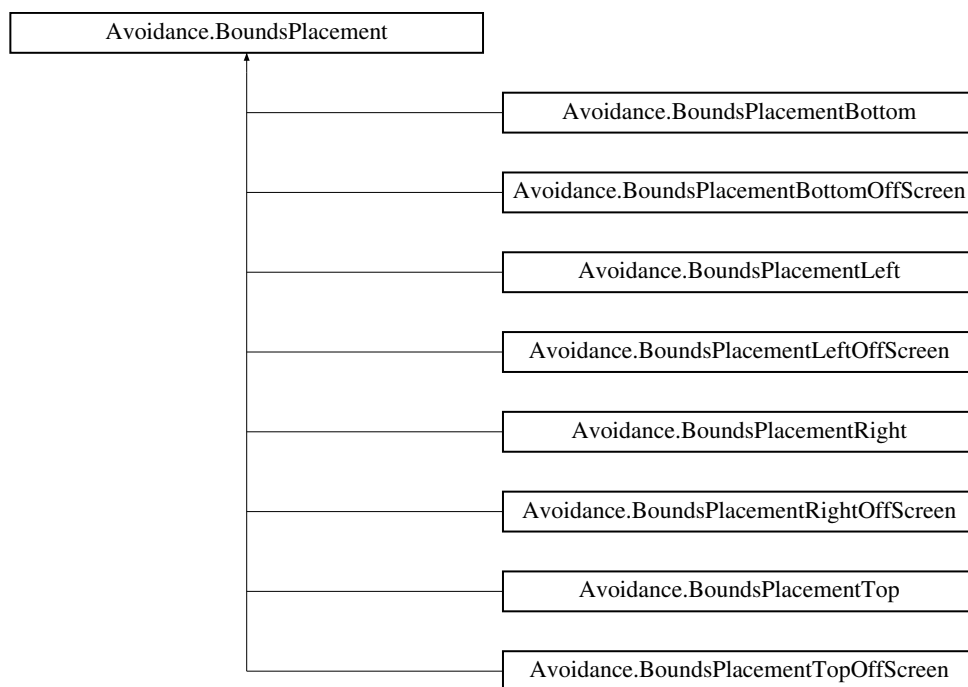 Avoidance.BoundsPlacement
Avoidance.BoundsPlacementBottom
Avoidance.BoundsPlacementBottomOffScreen
Avoidance.BoundsPlacementLeft
Avoidance.BoundsPlacementLeftOffScreen
Avoidance.BoundsPlacementRight
Avoidance.BoundsPlacementRightOffScreen
Avoidance.BoundsPlacementTop
Avoidance.BoundsPlacementTopOffScreen